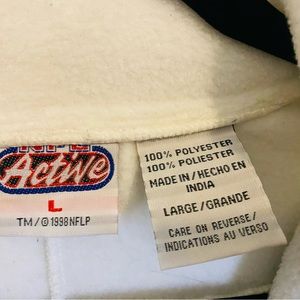 NFL
Active
L
TM/©1998NFLP
100% POLYESTER
100% POLIESTER
MADE IN/HECHO EN
INDIA
LARGE/GRANDE
CARE ON REVERSE/
INDICATIONS AU VERSO